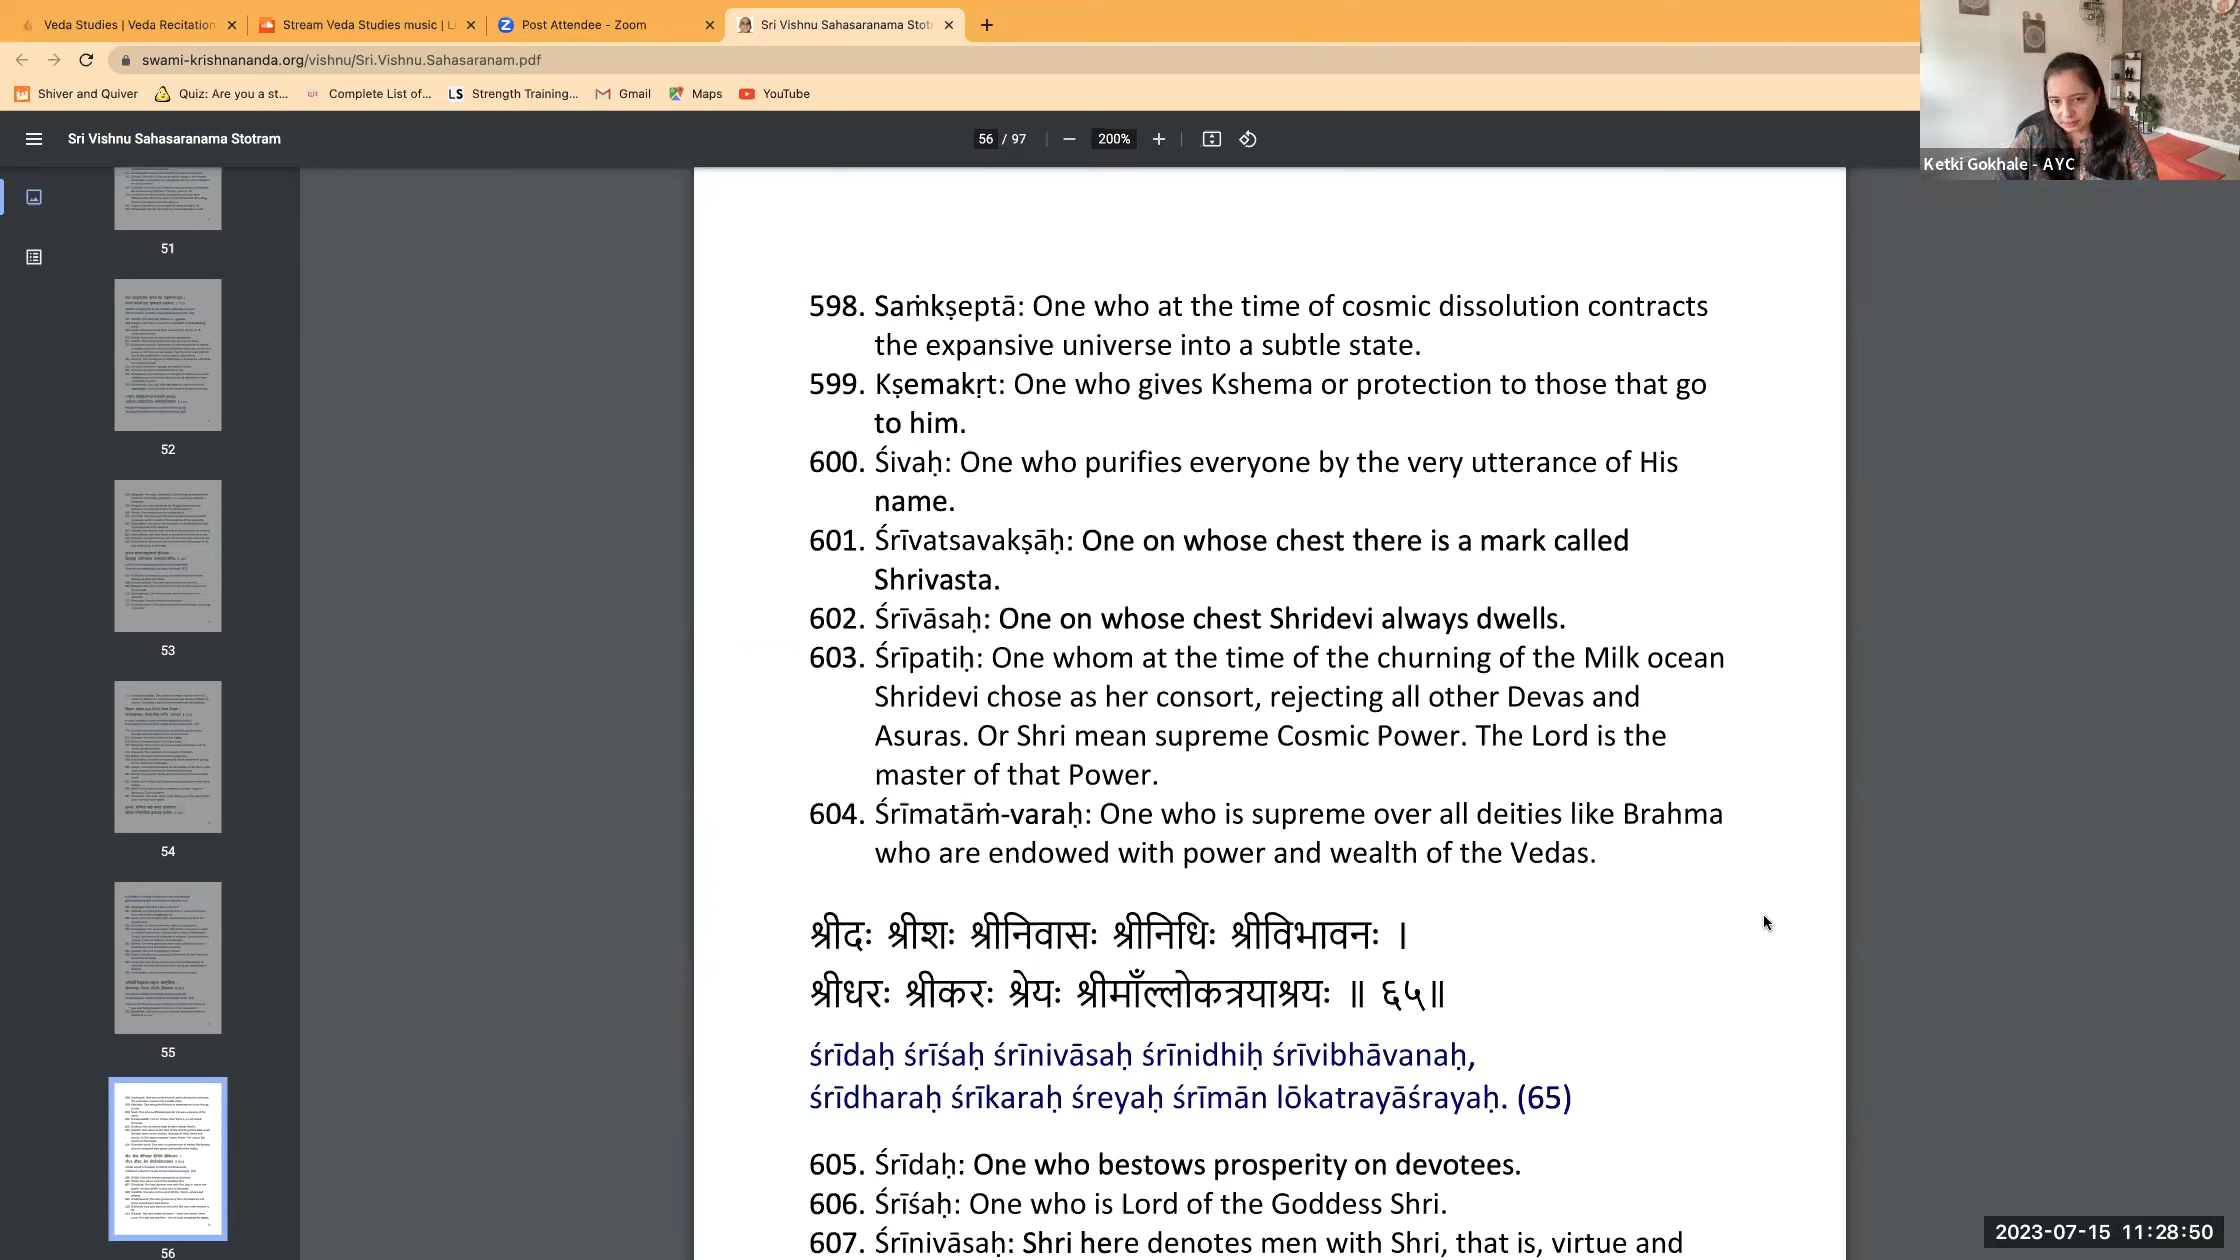 Veda Studies | Veda Recitation
Stream Veda Studies music | Li
Post Attendee - Zoom
Sri Vishnu Sahasaranama Stotr
swami-krishnananda.org/vishnu/Sri.Vishnu.Sahasaranam.pdf
Shiver and Quiver
Quiz: Are you a st...
Complete List of...
LS Strength Training...
Gmail
Maps
YouTube
Ketki Gokhale - AYC
Sri Vishnu Sahasaranama Stotram
56 / 97
200%
51
52
53
54
55
56
598. Saṁkṣeptā: One who at the time of cosmic dissolution contracts
the expansive universe into a subtle state.
599. Kṣemakṛt: One who gives Kshema or protection to those that go
to him.
600. Śivaḥ: One who purifies everyone by the very utterance of His
name.
601. Śrīvatsavakṣāḥ: One on whose chest there is a mark called
Shrivasta.
602. Śrīvāsaḥ: One on whose chest Shridevi always dwells.
603. Śrīpatiḥ: One whom at the time of the churning of the Milk ocean
Shridevi chose as her consort, rejecting all other Devas and
Asuras. Or Shri mean supreme Cosmic Power. The Lord is the
master of that Power.
604. Śrīmatāṁ-varaḥ: One who is supreme over all deities like Brahma
who are endowed with power and wealth of the Vedas.
श्रीदः श्रीशः श्रीनिवासः श्रीनिधिः श्रीविभावनः ।
श्रीधरः श्रीकरः श्रेयः श्रीमाँल्लोकत्रयाश्रयः ॥ ६५॥
śrīdaḥ śrīśaḥ śrīnivāsaḥ śrīnidhiḥ śrīvibhāvanaḥ,
śrīdharaḥ śrīkaraḥ śreyaḥ śrīmān lōkatrayāśrayaḥ. (65)
605. Śrīdaḥ: One who bestows prosperity on devotees.
606. Śrīśaḥ: One who is Lord of the Goddess Shri.
607. Śrīnivāsaḥ: Shri here denotes men with Shri, that is, virtue and
2023-07-15 11:28:50